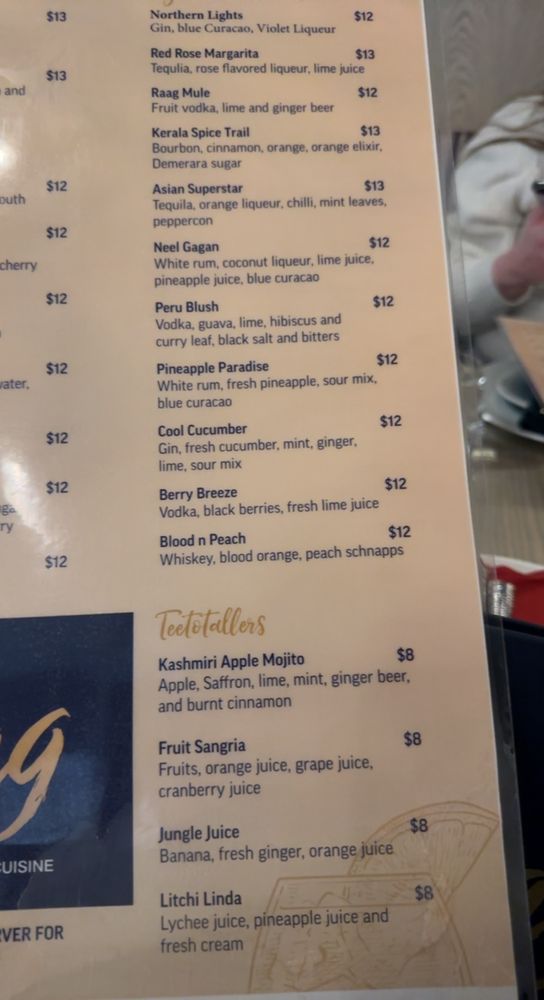 $13
$13
and
$12
outh
$12
cherry
$12
$12
vater,
$12
$12
ry
$12
CUISINE
RVER FOR
Northern Lights $12
Gin, blue Curacao, Violet Liqueur
Red Rose Margarita $13
Tequlia, rose flavored liqueur, lime juice
Raag Mule $12
Fruit vodka, lime and ginger beer
Kerala Spice Trail $13
Bourbon, cinnamon, orange, orange elixir,
Demerara sugar
Asian Superstar $13
Tequila, orange liqueur, chilli, mint leaves,
peppercon
Neel Gagan $12
White rum, coconut liqueur, lime juice,
pineapple juice, blue curacao
Peru Blush $12
Vodka, guava, lime, hibiscus and
curry leaf, black salt and bitters
Pineapple Paradise $12
White rum, fresh pineapple, sour mix,
blue curacao
Cool Cucumber $12
Gin, fresh cucumber, mint, ginger,
lime, sour mix
Berry Breeze $12
Vodka, black berries, fresh lime juice
Blood n Peach $12
Whiskey, blood orange, peach schnapps
Teetotallers
Kashmiri Apple Mojito $8
Apple, Saffron, lime, mint, ginger beer,
and burnt cinnamon
Fruit Sangria $8
Fruits, orange juice, grape juice,
cranberry juice
Jungle Juice $8
Banana, fresh ginger, orange juice
Litchi Linda $8
Lychee juice, pineapple juice and
fresh cream